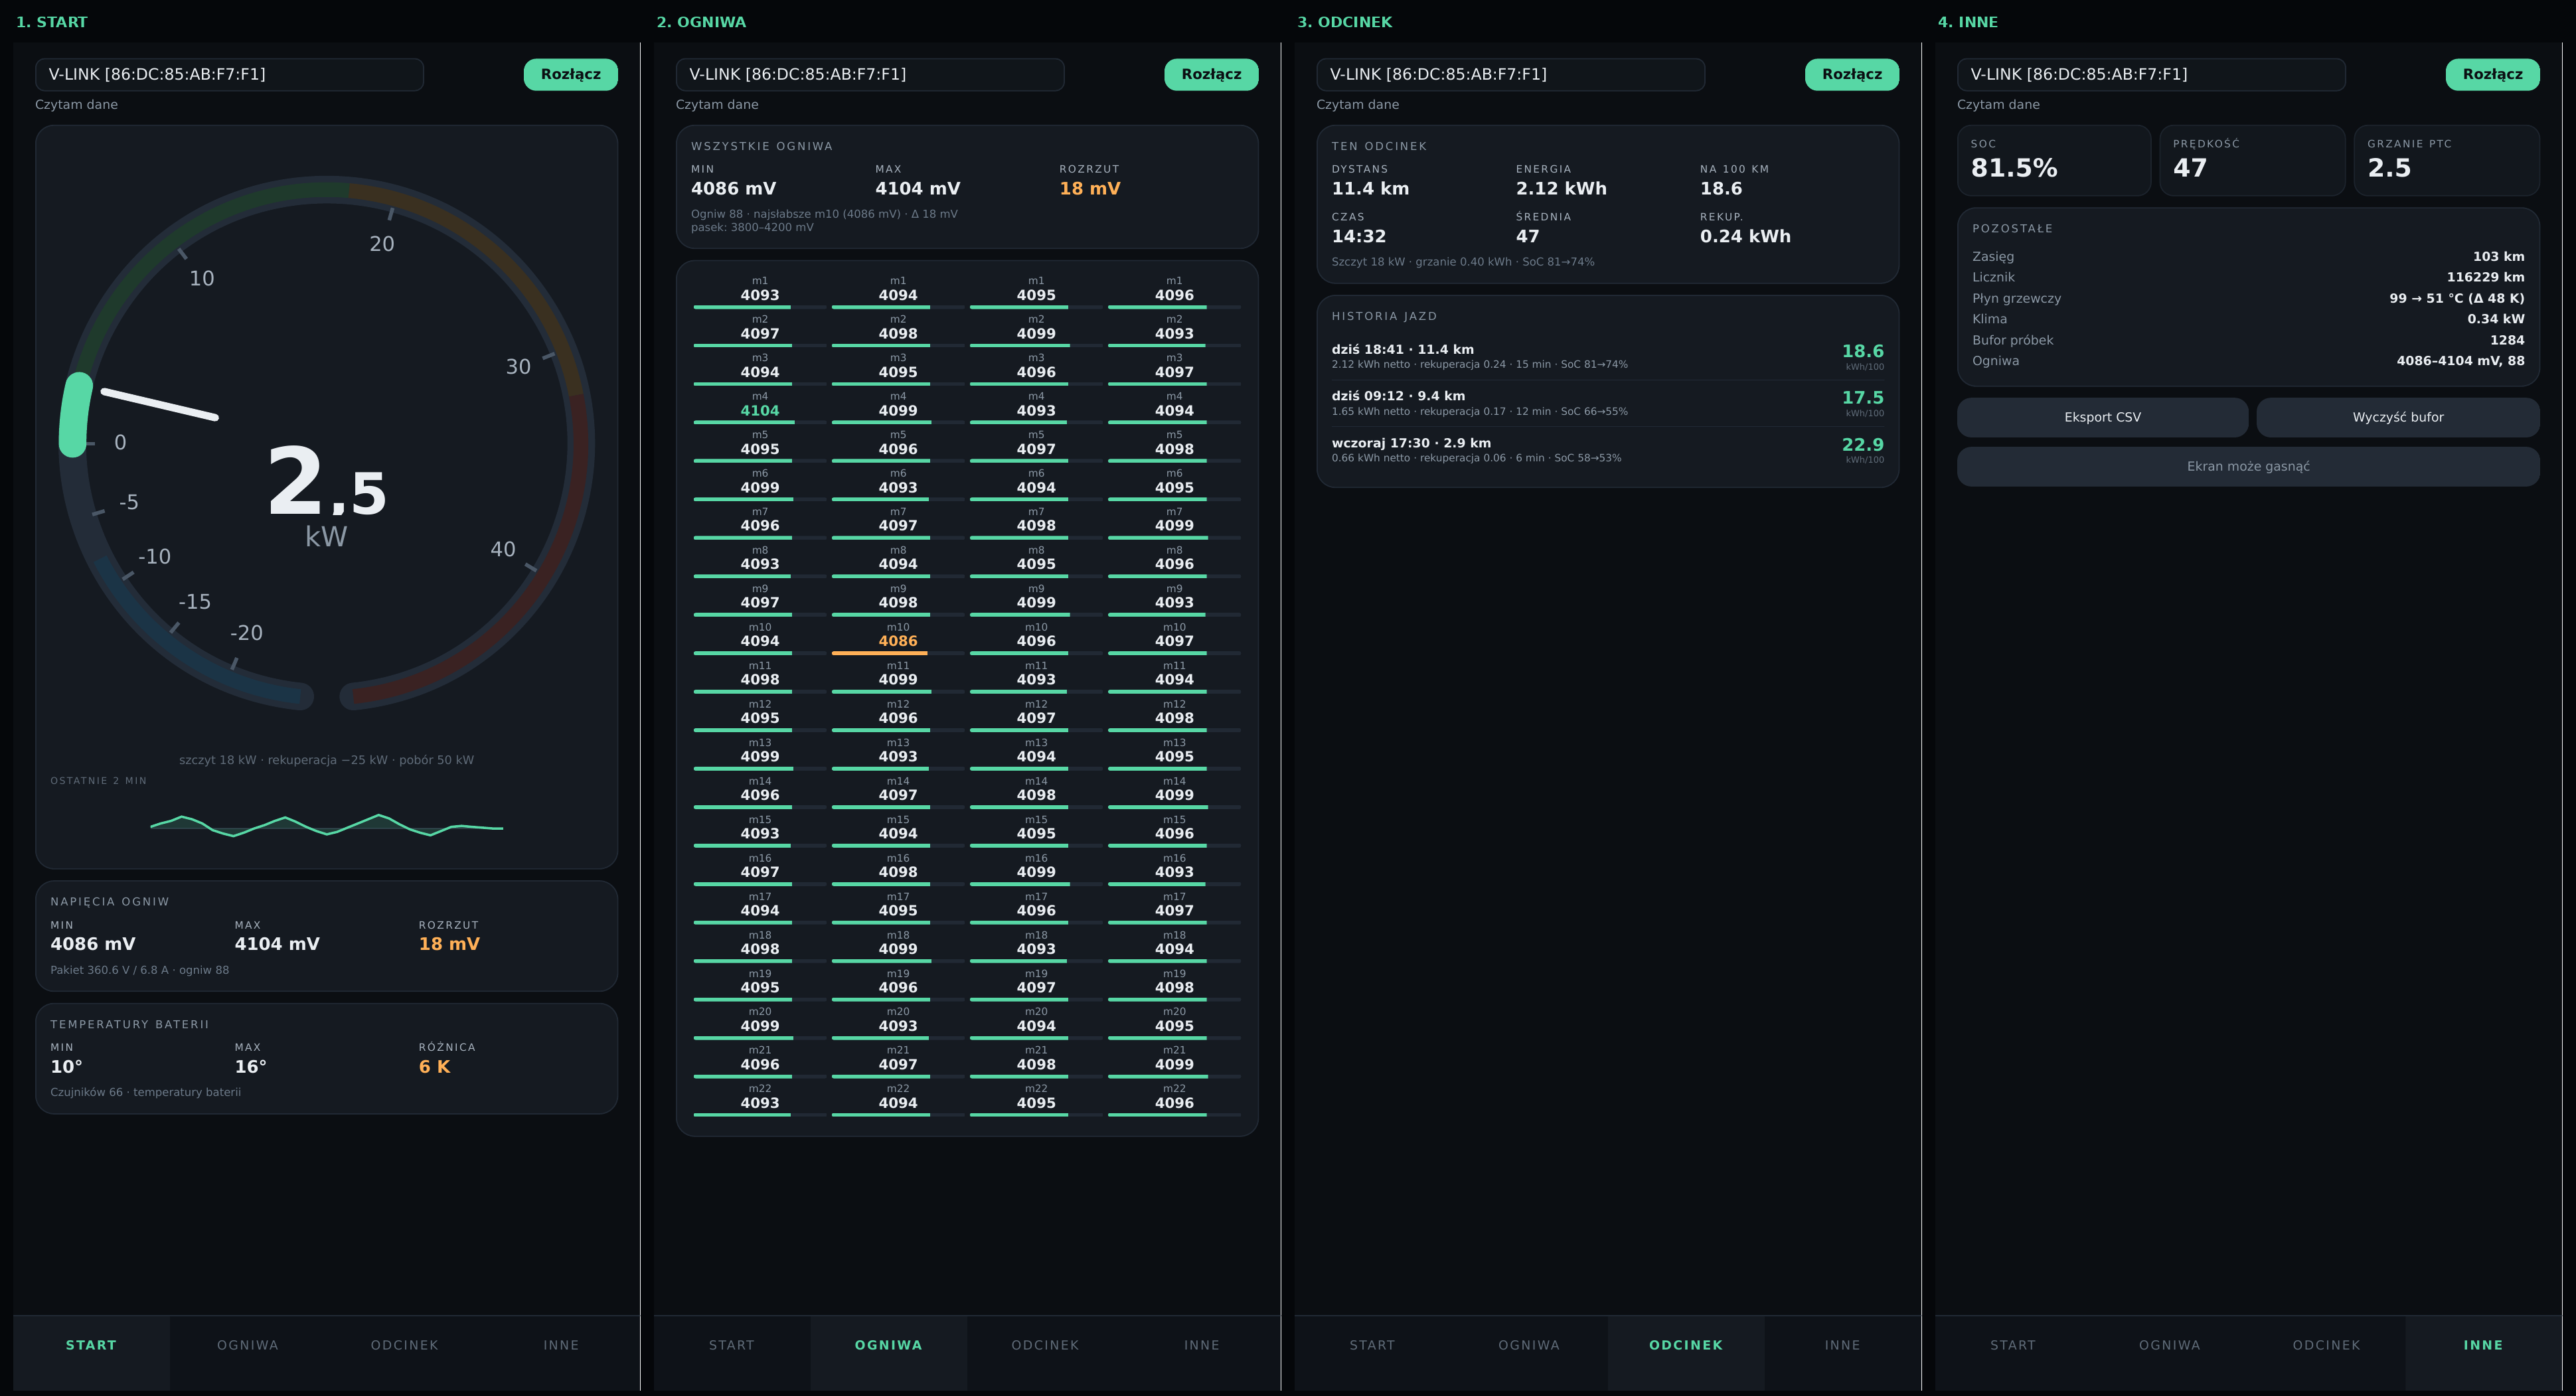 1. START
V-LINK [86:DC:85:AB:F7:F1]
Rozłącz
Czytam dane
20
10
30
0
-5
2.5
kW
-10
40
-15
-20
szczyt 18 kW · rekuperacja −25 kW · pobór 50 kW
OSTATNIE 2 MIN
NAPIĘCIA OGNIW
MIN MAX ROZRZUT
4086 mV 4104 mV 18 mV
Pakiet 360.6 V / 6.8 A · ogniw 88
TEMPERATURY BATERII
MIN MAX RÓŻNICA
10° 16° 6 K
Czujników 66 · temperatury baterii
START OGNIWA ODCINEK INNE
2. OGNIWA
V-LINK [86:DC:85:AB:F7:F1]
Rozłącz
Czytam dane
WSZYSTKIE OGNIWA
MIN MAX ROZRZUT
4086 mV 4104 mV 18 mV
Ogniw 88 · najsłabsze m10 (4086 mV) · Δ 18 mV
pasek: 3800–4200 mV
m1 m1 m1 m1
4093 4094 4095 4096
m2 m2 m2 m2
4097 4098 4099 4093
m3 m3 m3 m3
4094 4095 4096 4097
m4 m4 m4 m4
4104 4099 4093 4094
m5 m5 m5 m5
4095 4096 4097 4098
m6 m6 m6 m6
4099 4093 4094 4095
m7 m7 m7 m7
4096 4097 4098 4099
m8 m8 m8 m8
4093 4094 4095 4096
m9 m9 m9 m9
4097 4098 4099 4093
m10 m10 m10 m10
4094 4086 4096 4097
m11 m11 m11 m11
4098 4099 4093 4094
m12 m12 m12 m12
4095 4096 4097 4098
m13 m13 m13 m13
4099 4093 4094 4095
m14 m14 m14 m14
4096 4097 4098 4099
m15 m15 m15 m15
4093 4094 4095 4096
m16 m16 m16 m16
4097 4098 4099 4093
m17 m17 m17 m17
4094 4095 4096 4097
m18 m18 m18 m18
4098 4099 4093 4094
m19 m19 m19 m19
4095 4096 4097 4098
m20 m20 m20 m20
4099 4093 4094 4095
m21 m21 m21 m21
4096 4097 4098 4099
m22 m22 m22 m22
4093 4094 4095 4096
START OGNIWA ODCINEK INNE
3. ODCINEK
V-LINK [86:DC:85:AB:F7:F1]
Rozłącz
Czytam dane
TEN ODCINEK
DYSTANS ENERGIA NA 100 KM
11.4 km 2.12 kWh 18.6
CZAS ŚREDNIA REKUP.
14:32 47 0.24 kWh
Szczyt 18 kW · grzanie 0.40 kWh · SoC 81→74%
HISTORIA JAZD
dziś 18:41 · 11.4 km 18.6
2.12 kWh netto · rekuperacja 0.24 · 15 min · SoC 81→74% kWh/100
dziś 09:12 · 9.4 km 17.5
1.65 kWh netto · rekuperacja 0.17 · 12 min · SoC 66→55% kWh/100
wczoraj 17:30 · 2.9 km 22.9
0.66 kWh netto · rekuperacja 0.06 · 6 min · SoC 58→53% kWh/100
START OGNIWA ODCINEK INNE
4. INNE
V-LINK [86:DC:85:AB:F7:F1]
Rozłącz
Czytam dane
SOC PRĘDKOŚĆ GRZANIE PTC
81.5% 47 2.5
POZOSTAŁE
Zasięg 103 km
Licznik 116229 km
Płyn grzewczy 99 → 51 °C (Δ 48 K)
Klima 0.34 kW
Bufor próbek 1284
Ogniwa 4086–4104 mV, 88
Eksport CSV Wyczyść bufor
Ekran może gasnąć
START OGNIWA ODCINEK INNE